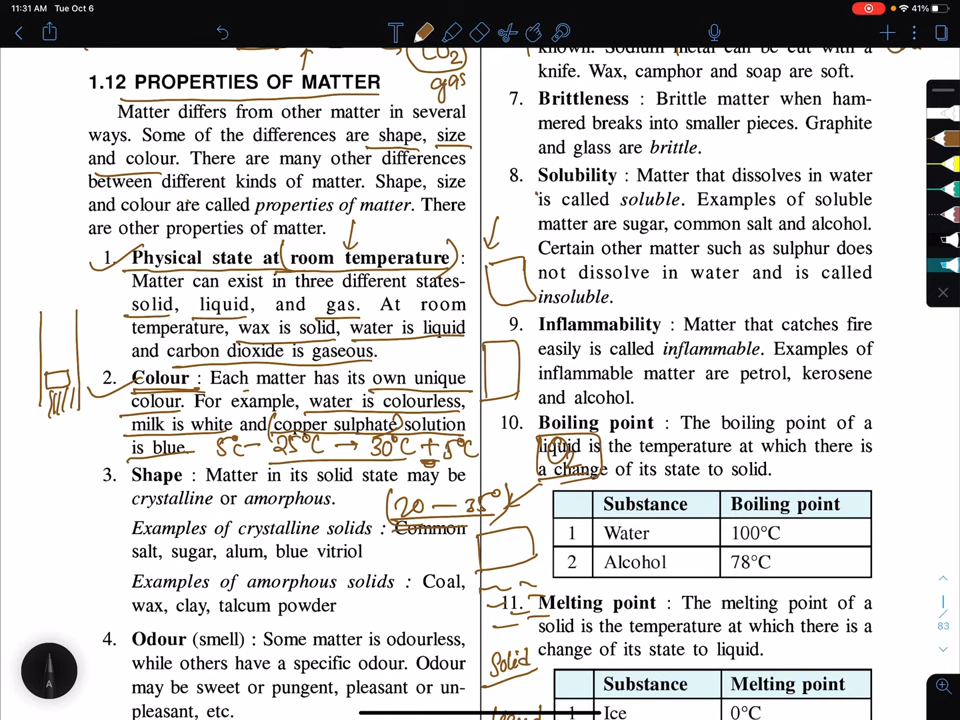 11:31 AM Tue Oct 6
41%
CO2
gas
1.12 PROPERTIES OF MATTER
Matter differs from other matter in several
ways. Some of the differences are shape, size
and colour. There are many other differences
between different kinds of matter. Shape, size
and colour are called properties of matter. There
are other properties of matter.
1. Physical state at (room temperature) :
Matter can exist in three different states-
solid, liquid, and gas. At room
temperature, wax is solid, water is liquid
and carbon dioxide is gaseous.
2. Colour : Each matter has its own unique
colour. For example, water is colourless,
milk is white and (copper sulphate) solution
is blue.
5°C – 25°C → 30°C ± 5°C
3. Shape : Matter in its solid state may be
crystalline or amorphous.
(20 – 35°)
Examples of crystalline solids : Common
salt, sugar, alum, blue vitriol
Examples of amorphous solids : Coal,
wax, clay, talcum powder
4. Odour (smell) : Some matter is odourless,
while others have a specific odour. Odour
may be sweet or pungent, pleasant or un-
pleasant, etc.
known. Sodium metal can be cut with a
knife. Wax, camphor and soap are soft.
7. Brittleness : Brittle matter when ham-
mered breaks into smaller pieces. Graphite
and glass are brittle.
8. Solubility : Matter that dissolves in water
is called soluble. Examples of soluble
matter are sugar, common salt and alcohol.
Certain other matter such as sulphur does
not dissolve in water and is called
insoluble.
9. Inflammability : Matter that catches fire
easily is called inflammable. Examples of
inflammable matter are petrol, kerosene
and alcohol.
10. Boiling point : The boiling point of a
liquid is the temperature at which there is
a change of its state to solid.
O2
Substance Boiling point
1 Water 100°C
2 Alcohol 78°C
11. Melting point : The melting point of a
solid is the temperature at which there is a
change of its state to liquid.
Solid
Substance Melting point
1 Ice 0°C
83
A